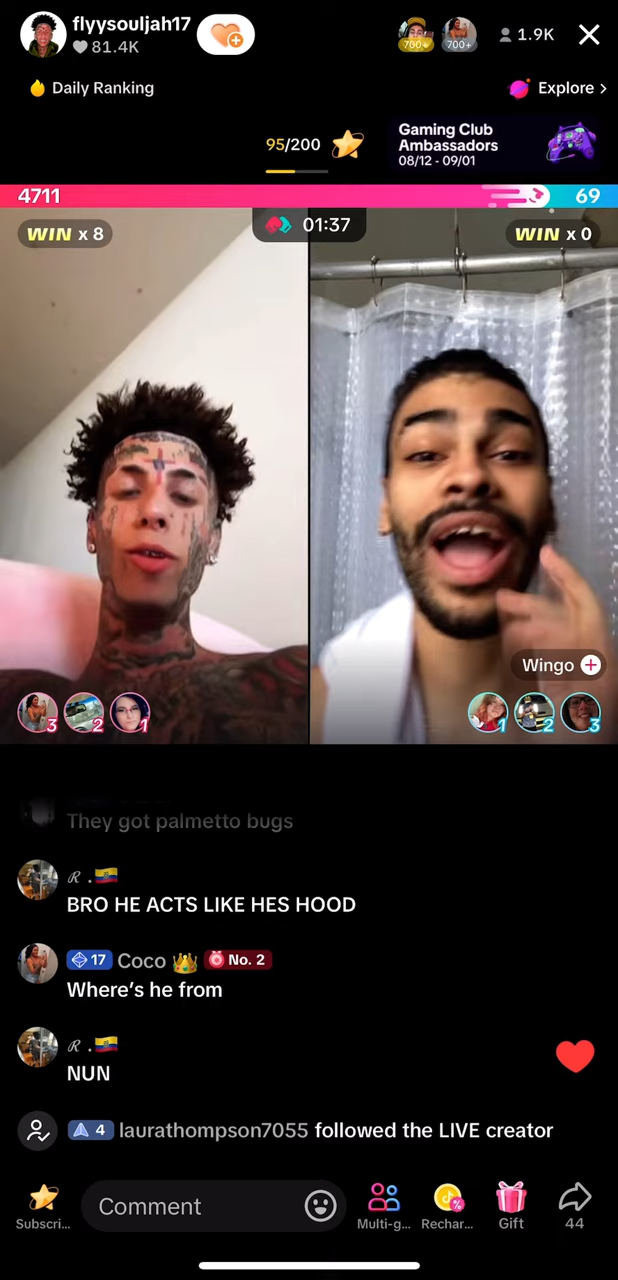 flyysouljah17
81.4K
700+
700+
1.9K
Daily Ranking
Explore >
95/200
Gaming Club
Ambassadors
08/12 - 09/01
4711
69
WIN x 8
01:37
WIN x 0
Wingo +
3
2
1
1
2
3
They got palmetto bugs
ℛ .🇪🇨
BRO HE ACTS LIKE HES HOOD
17 Coco 👑 No. 2
Where's he from
ℛ .🇪🇨
NUN
4 laurathompson7055 followed the LIVE creator
Comment
Subscri...
Multi-g...
Rechar...
Gift
44